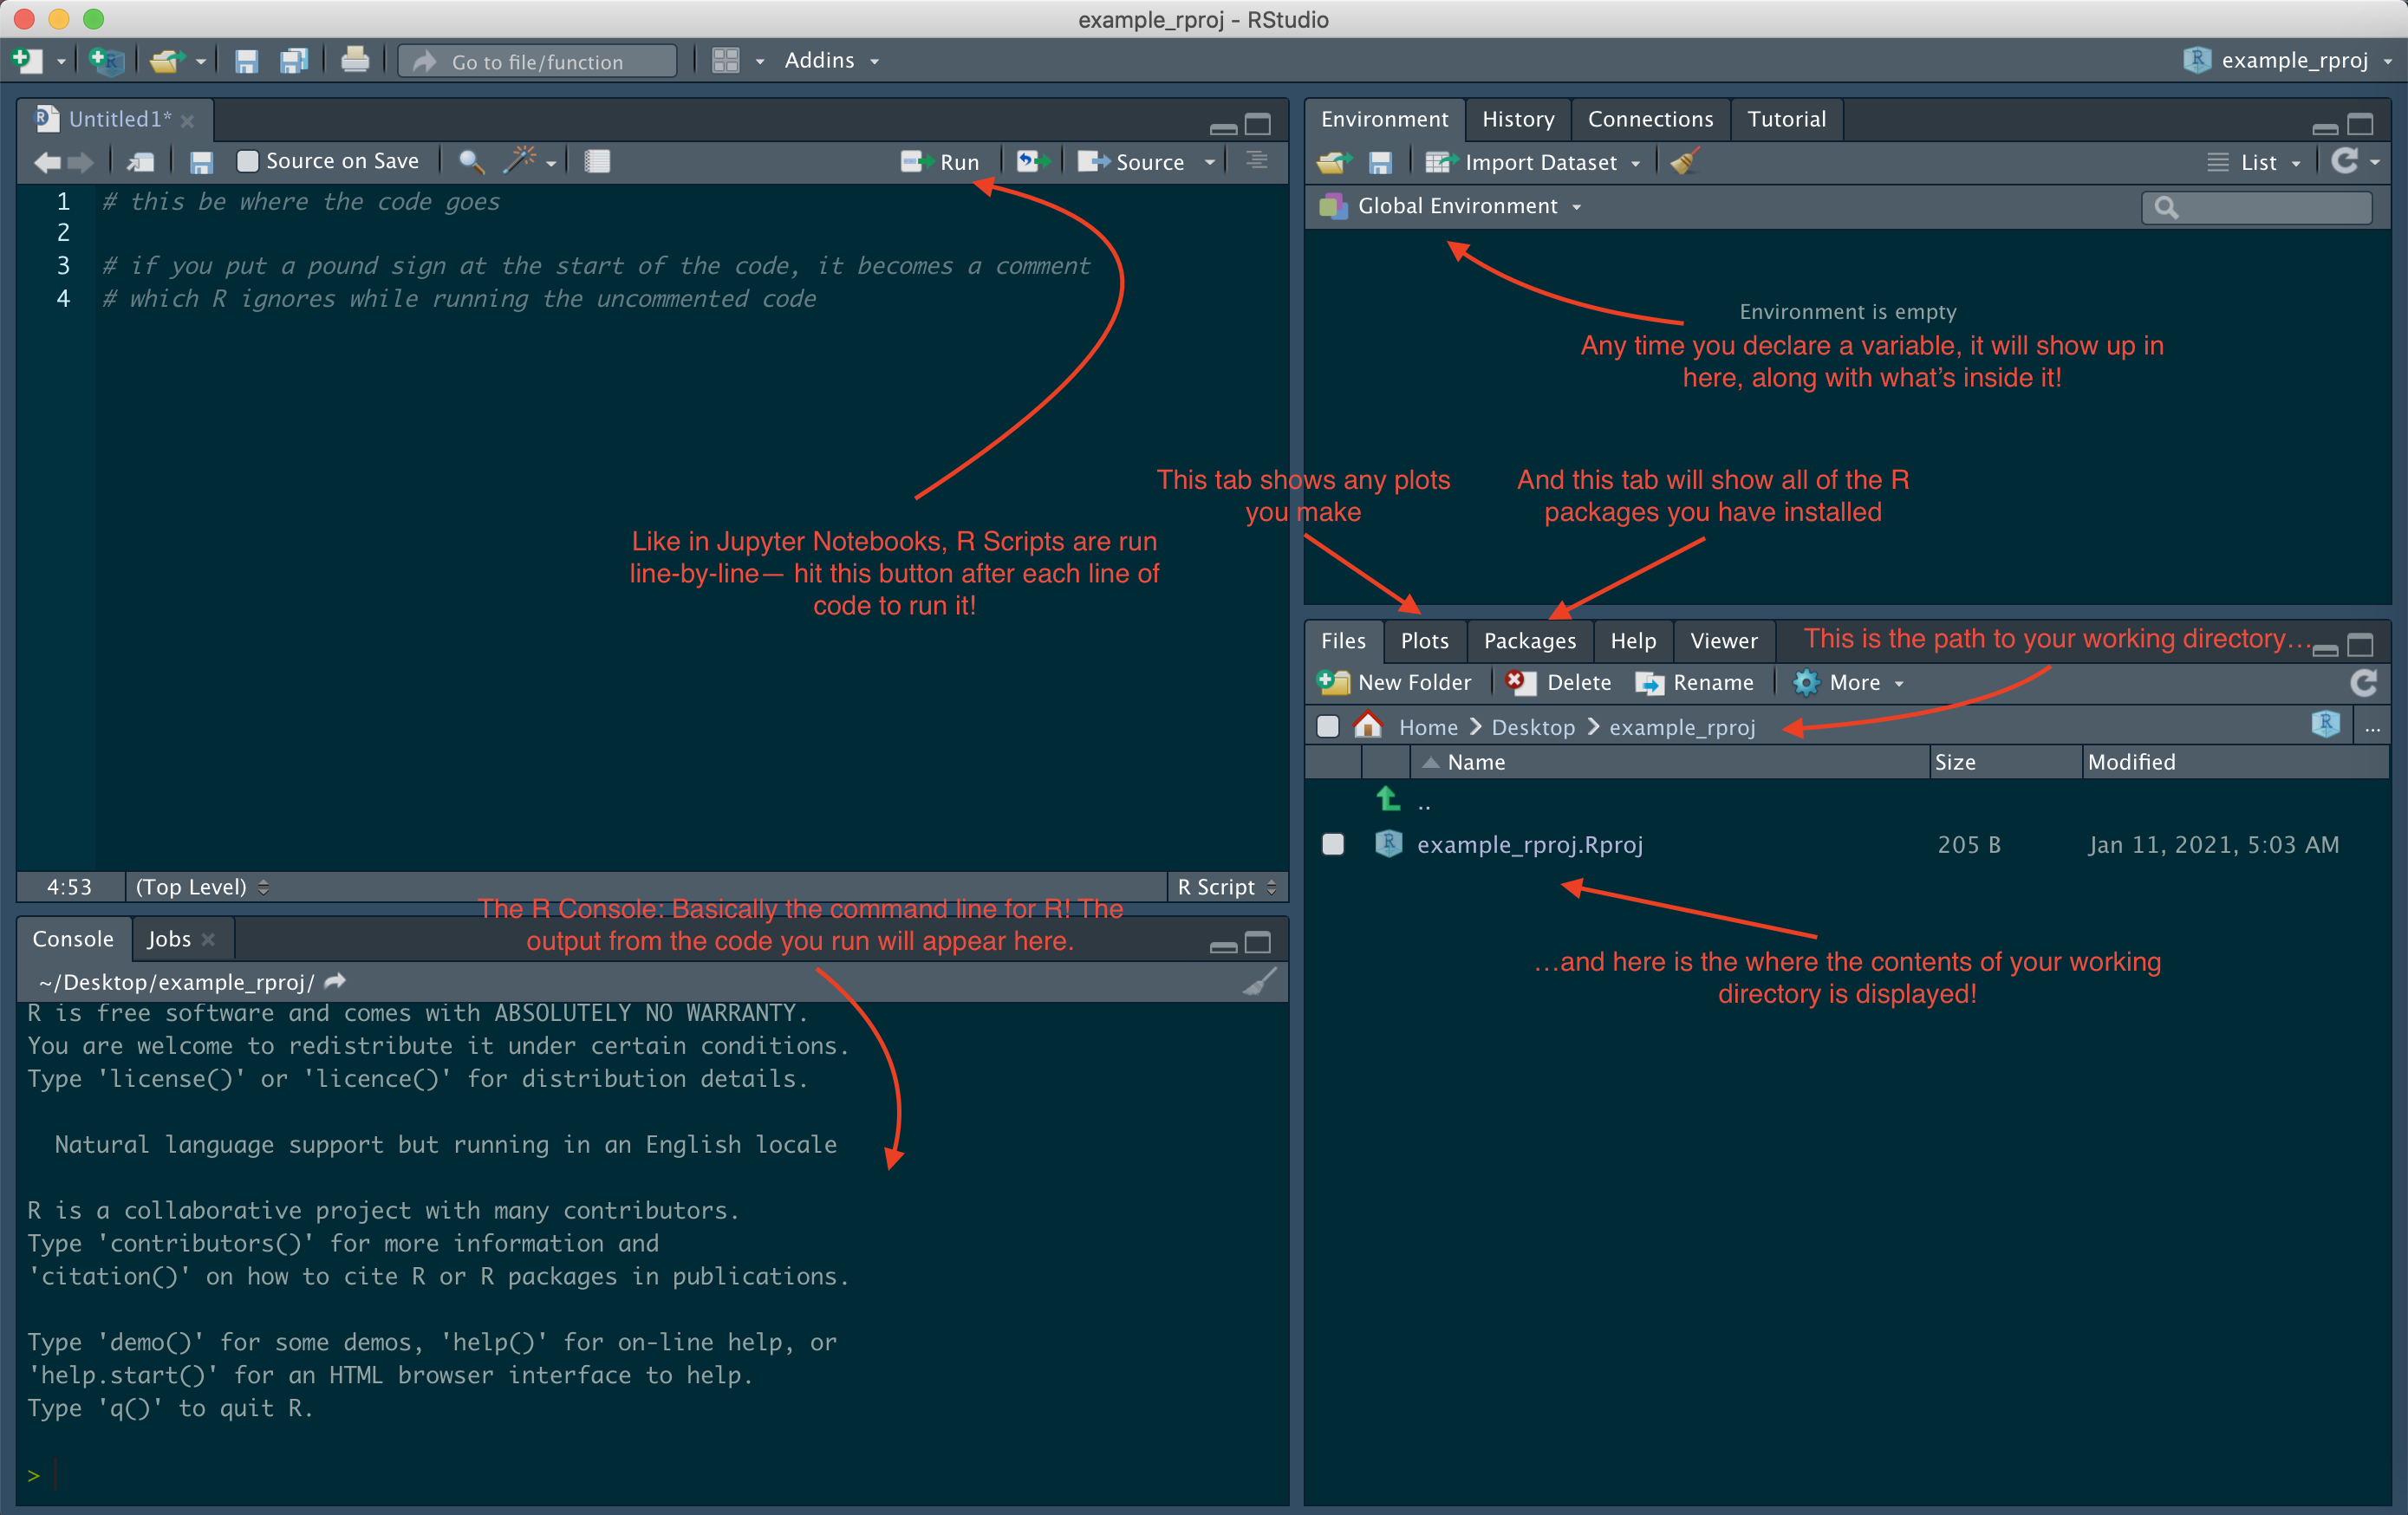 example_rproj - RStudio
Go to file/function
Addins
example_rproj
Untitled1*
Source on Save
Run
Source
1 # this be where the code goes
2
3 # if you put a pound sign at the start of the code, it becomes a comment
4 # which R ignores while running the uncommented code
Like in Jupyter Notebooks, R Scripts are run
line-by-line— hit this button after each line of
code to run it!
4:53 (Top Level) R Script
The R Console: Basically the command line for R! The
output from the code you run will appear here.
Console Jobs
~/Desktop/example_rproj/
R is free software and comes with ABSOLUTELY NO WARRANTY.
You are welcome to redistribute it under certain conditions.
Type 'license()' or 'licence()' for distribution details.
Natural language support but running in an English locale
R is a collaborative project with many contributors.
Type 'contributors()' for more information and
'citation()' on how to cite R or R packages in publications.
Type 'demo()' for some demos, 'help()' for on-line help, or
'help.start()' for an HTML browser interface to help.
Type 'q()' to quit R.
>
Environment History Connections Tutorial
Import Dataset List
Global Environment
Environment is empty
Any time you declare a variable, it will show up in
here, along with what’s inside it!
This tab shows any plots
you make
And this tab will show all of the R
packages you have installed
Files Plots Packages Help Viewer
This is the path to your working directory…
New Folder Delete Rename More
Home Desktop example_rproj ...
Name Size Modified
..
example_rproj.Rproj 205 B Jan 11, 2021, 5:03 AM
…and here is the where the contents of your working
directory is displayed!